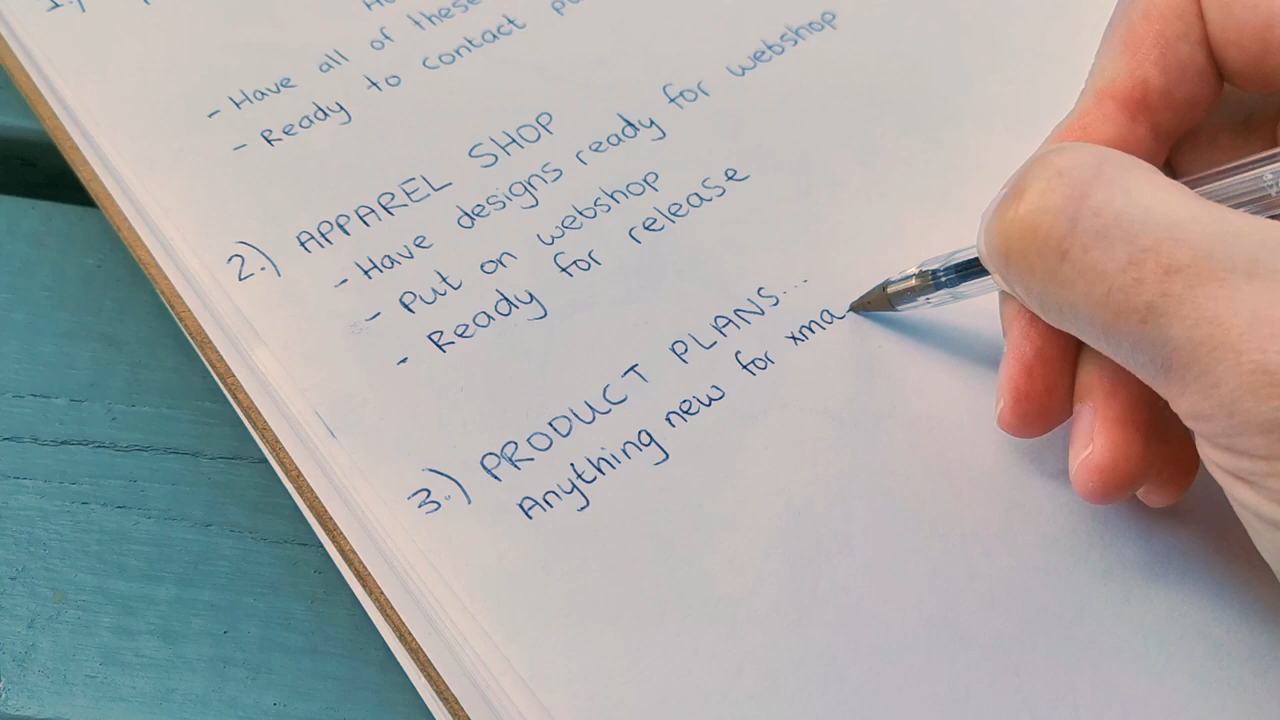 1.)
- Have all of these
- Ready to contact
2.) APPAREL SHOP
- Have designs ready for webshop
- Put on webshop
- Ready for release
3.) PRODUCT PLANS...
Anything new for xma